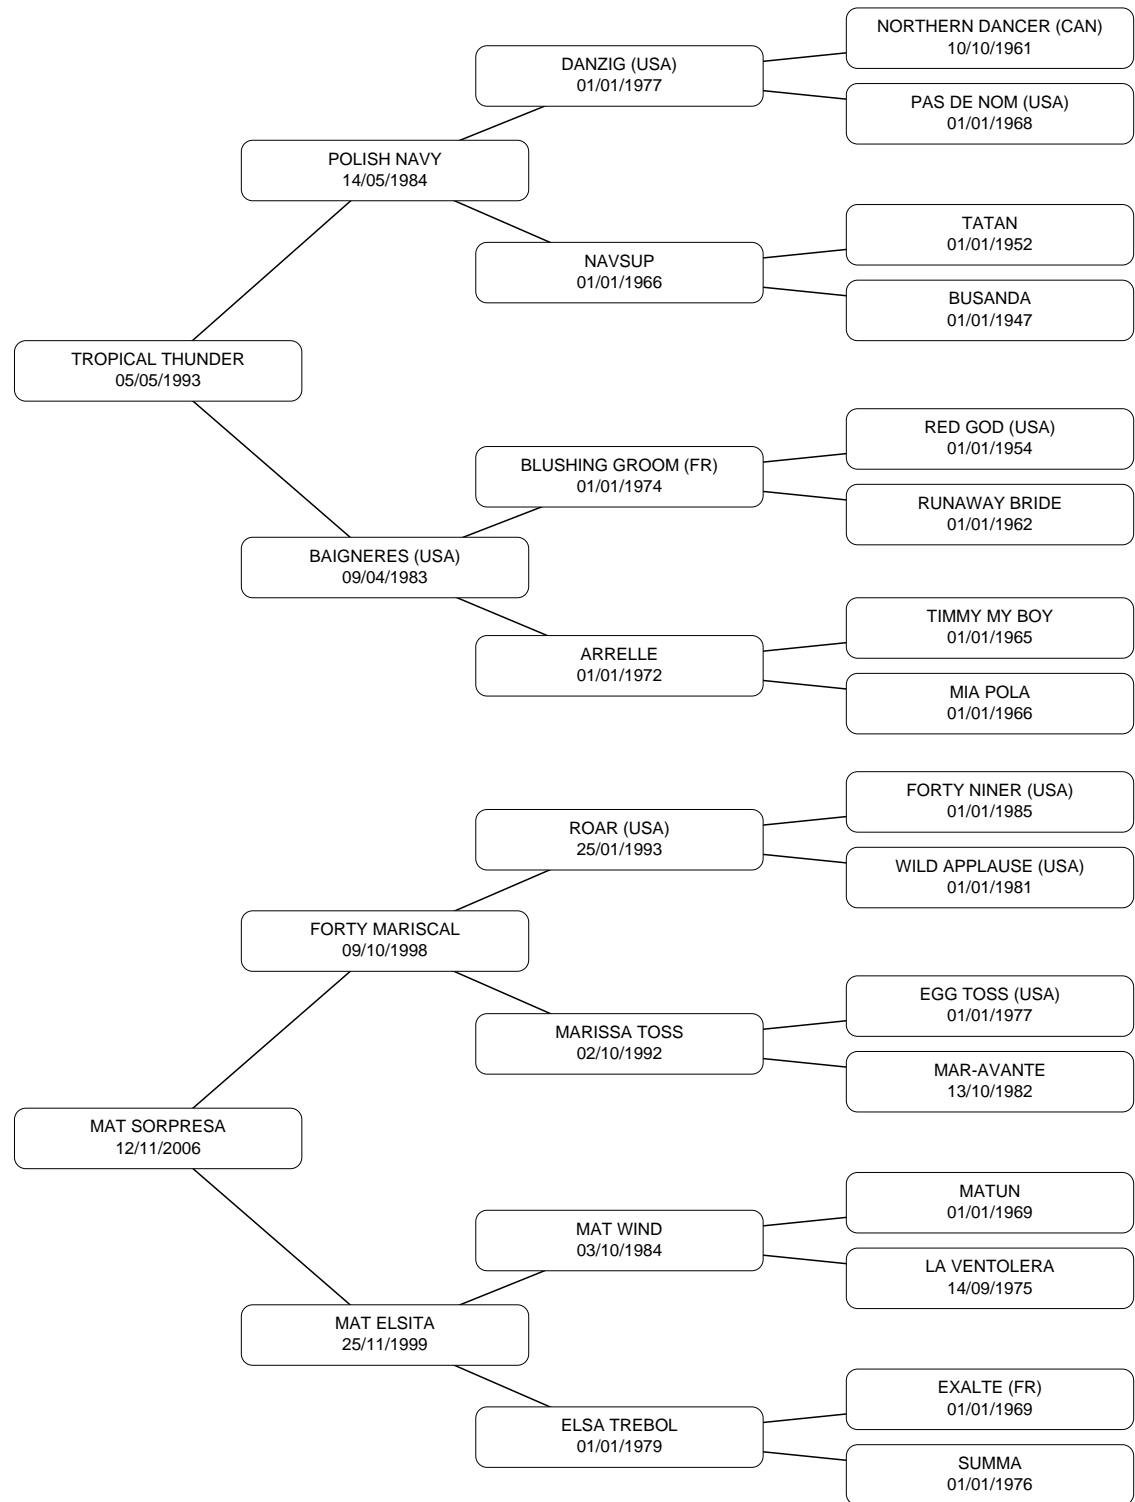 NORTHERN DANCER (CAN)
10/10/1961
DANZIG (USA)
01/01/1977
PAS DE NOM (USA)
01/01/1968
POLISH NAVY
14/05/1984
TATAN
01/01/1952
NAVSUP
01/01/1966
BUSANDA
01/01/1947
TROPICAL THUNDER
05/05/1993
RED GOD (USA)
01/01/1954
BLUSHING GROOM (FR)
01/01/1974
RUNAWAY BRIDE
01/01/1962
BAIGNERES (USA)
09/04/1983
TIMMY MY BOY
01/01/1965
ARRELLE
01/01/1972
MIA POLA
01/01/1966
FORTY NINER (USA)
01/01/1985
ROAR (USA)
25/01/1993
WILD APPLAUSE (USA)
01/01/1981
FORTY MARISCAL
09/10/1998
EGG TOSS (USA)
01/01/1977
MARISSA TOSS
02/10/1992
MAR-AVANTE
13/10/1982
MAT SORPRESA
12/11/2006
MATUN
01/01/1969
MAT WIND
03/10/1984
LA VENTOLERA
14/09/1975
MAT ELSITA
25/11/1999
EXALTE (FR)
01/01/1969
ELSA TREBOL
01/01/1979
SUMMA
01/01/1976